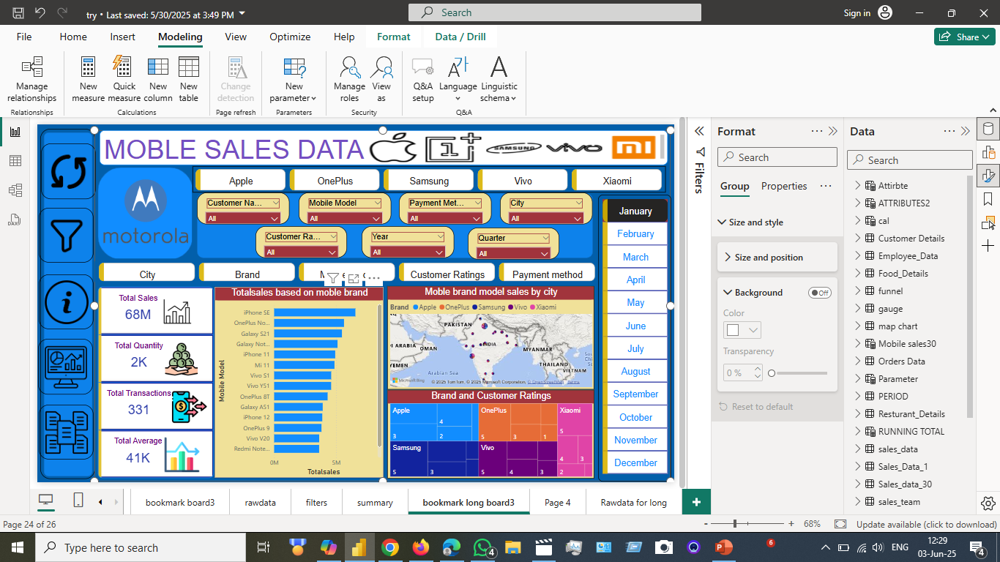 try • Last saved: 5/30/2025 at 3:49 PM
Search
Sign in
File Home Insert Modeling View Optimize Help Format Data / Drill
Share
Manage relationships
New measure
Quick measure
New column
New table
Change detection
New parameter
Manage roles
View as
Q&A setup
Language
Linguistic schema
Relationships
Calculations
Page refresh
Parameters
Security
Q&A
MOBLE SALES DATA
SAMSUNG
vivo
MI
motorola
Apple OnePlus Samsung Vivo Xiaomi
Customer Na...
All
Mobile Model
All
Payment Met...
All
City
All
Customer Ra...
All
Year
All
Quarter
All
City Brand Customer Ratings Payment method
January
February
March
April
May
June
July
August
September
October
November
December
Total Sales
68M
Total Quantity
2K
Total Transactions
331
Total Average
41K
Totalsales based on moble brand
Mobile Model
iPhone SE
OnePlus No...
Galaxy S21
Galaxy Not...
iPhone 11
Mi 11
Vivo S1
Vivo Y51
OnePlus 8T
Galaxy A51
iPhone 12
OnePlus 9
Vivo V20
Redmi Note...
0M 5M
Totalsales
Moble brand model sales by city
Brand Apple OnePlus Samsung Vivo Xiaomi
PAKISTAN
INDIA
ARABIA
OMAN
YEMEN
MYANMAR
THAILAND
VIETNAM
Arabian Sea
Microsoft Bing
© 2025 TomTom, © 2025 Microsoft Corporation, © OpenStreetMap Terms
Brand and Customer Ratings
Apple
3
4
2
OnePlus
5
3
1
Xiaomi
5
4
3
2
Samsung
5
3
Vivo
5
4
3
Filters
Format
Search
Group Properties
Size and style
Size and position
Background
Off
Color
Transparency
0 %
Reset to default
Data
Search
Attirbte
ATTRIBUTES2
cal
Customer Details
Employee_Data
Food_Details
funnel
gauge
map chart
Mobile sales30
Orders Data
Parameter
PERIOD
Resturant_Details
RUNNING TOTAL
sales_data
Sales_Data_1
Sales_data_30
sales_team
bookmark board3 rawdata filters summary bookmark long board3 Page 4 Rawdata for long
Page 24 of 26
68%
Update available (click to download)
Type here to search
4
6
ENG
12:29
03-Jun-25
4